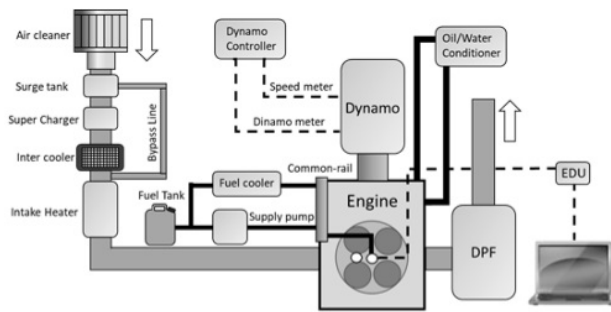 Air cleaner
Surge tank
Super Charger
Inter cooler
Intake Heater
Bypass Line
Dynamo
Controller
Speed meter
Dinamo meter
Dynamo
Oil/Water
Conditioner
Common-rail
Fuel cooler
Fuel Tank
Supply pump
Engine
EDU
DPF